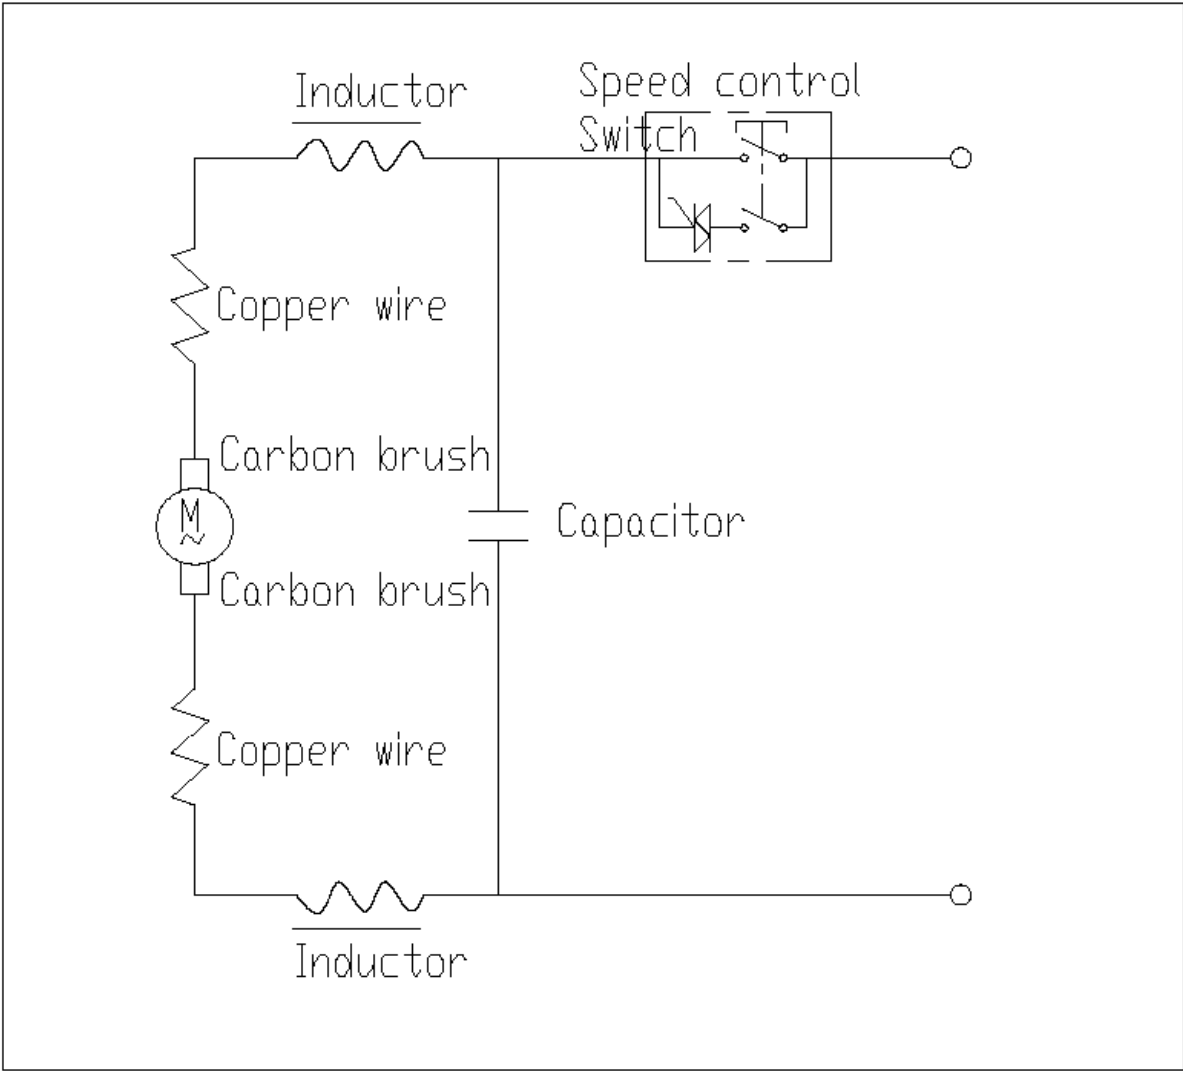 Inductor
Speed control
Switch
Copper wire
Carbon brush
M
Capacitor
Carbon brush
Copper wire
Inductor